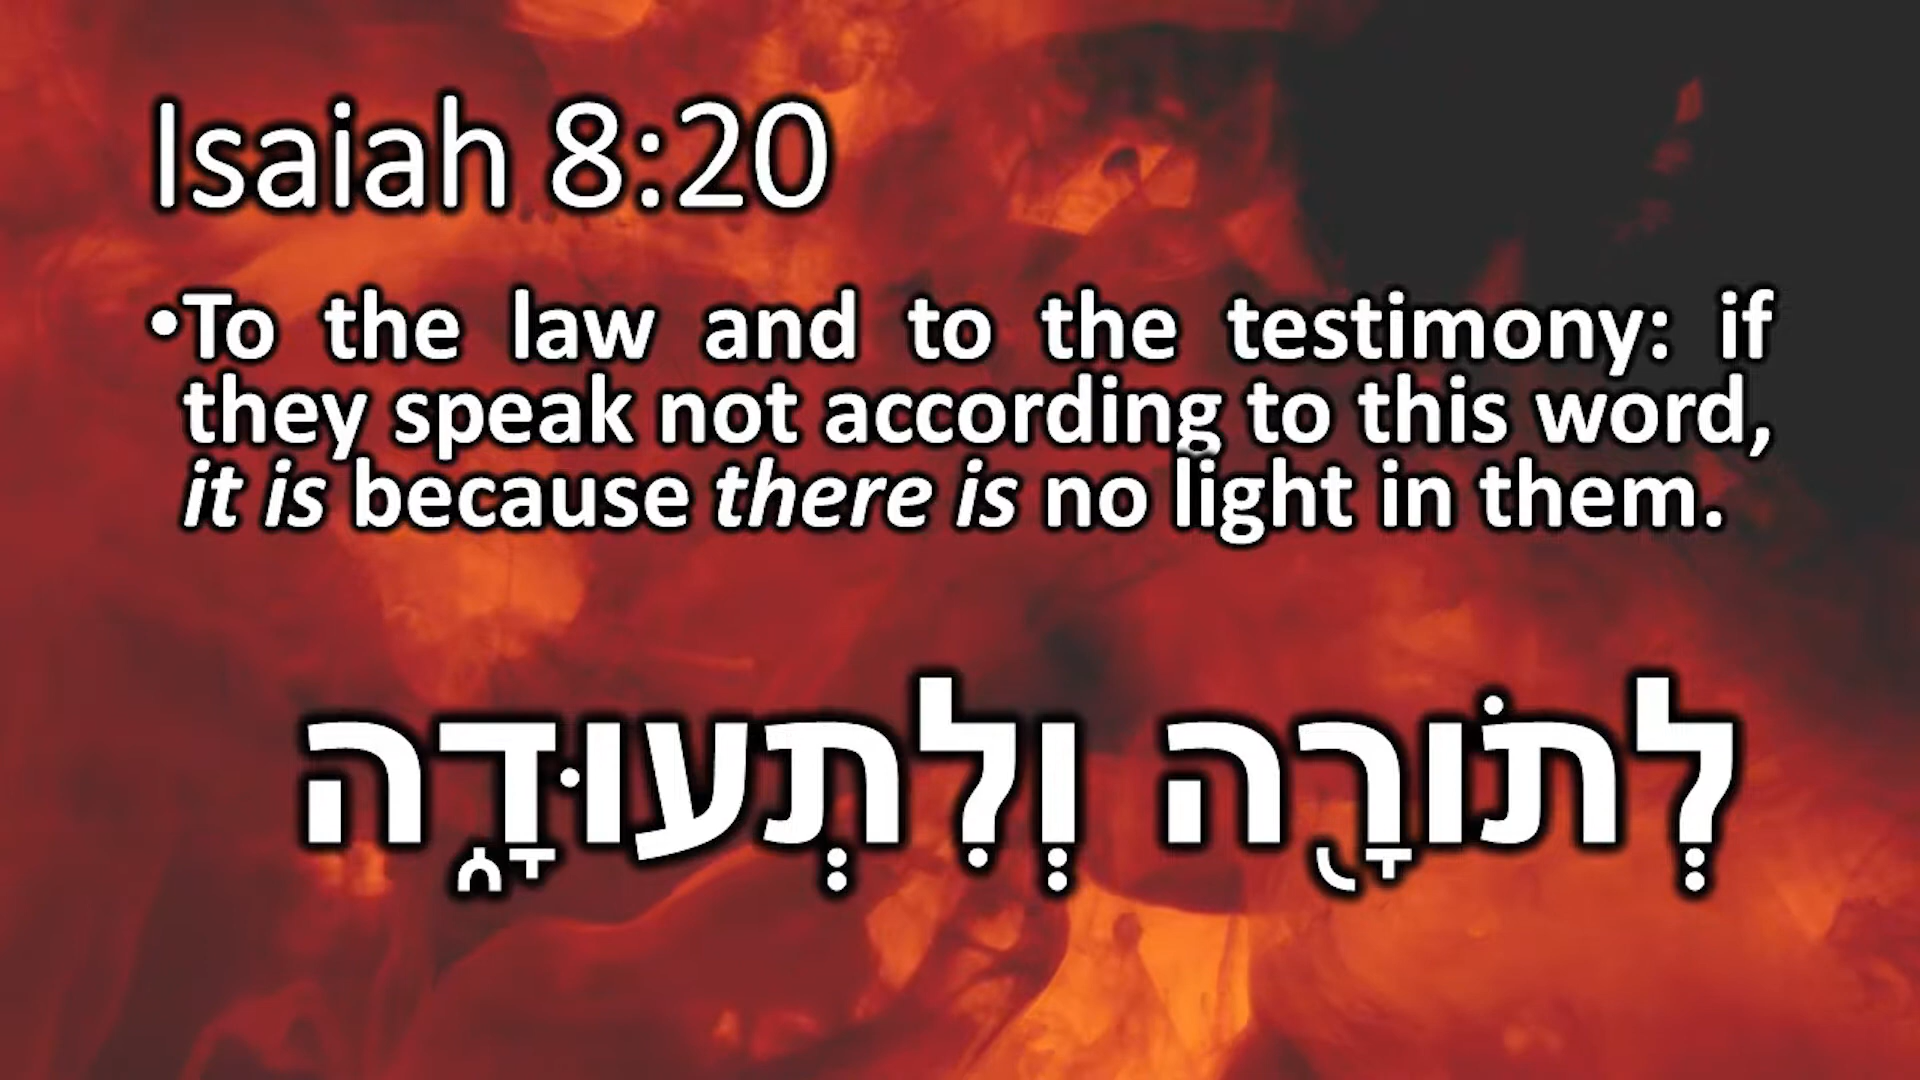 Isaiah 8:20
•To the law and to the testimony: if
they speak not according to this word,
it is because there is no light in them.
לְתֹורָ֖ה וְלִתְעוּדָ֑ה